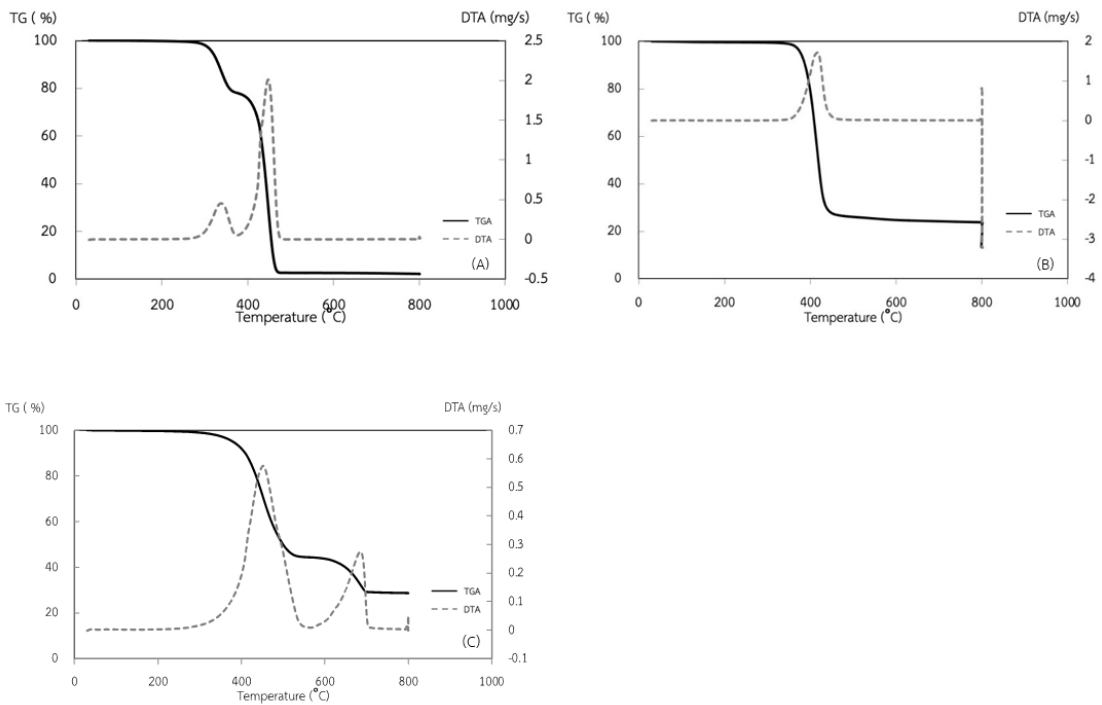 TG ( %) DTA (mg/s)
100 2.5
80 2
1.5
60 1
40 0.5
20 0
0 -0.5
TGA
DTA
(A)
0 200 400 600 800 1000
Temperature (°C)
TG ( %) DTA (mg/s)
100 2
80 1
0
60 -1
40 -2
20 -3
0 -4
TGA
DTA
(B)
0 200 400 600 800 1000
Temperature (°C)
TG ( %) DTA (mg/s)
100 0.7
0.6
80 0.5
60 0.4
0.3
40 0.2
20 0.1
0
0 -0.1
TGA
DTA
(C)
0 200 400 600 800 1000
Temperature (°C)